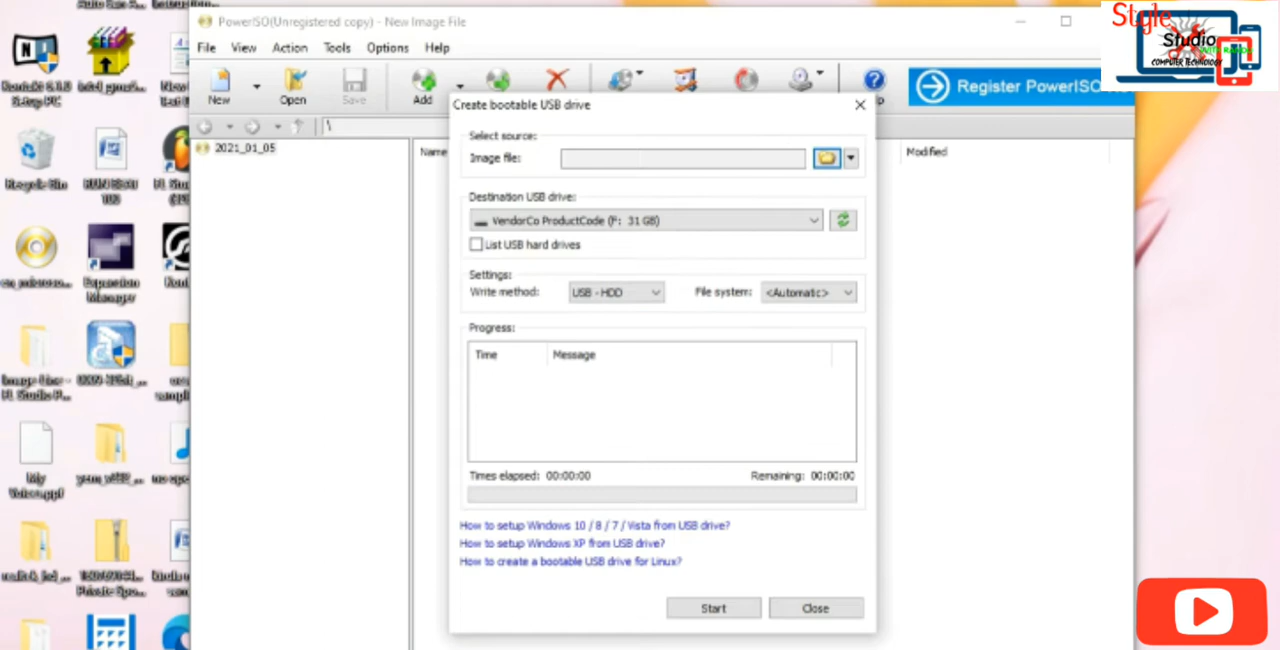 PowerISO(Unregistered copy) - New Image File
Style
Studio
COMPUTER TECHNOLOGY
File View Action Tools Options Help
New
Open
Save
Add
Register PowerISO
\
2021_01_05
Name
Modified
Create bootable USB drive
Select source:
Image file:
Destination USB drive:
VendorCo ProductCode (F: 31 GB)
List USB hard drives
Settings:
Write method: USB - HDD File system: <Automatic>
Progress:
Time Message
Times elapsed: 00:00:00 Remaining: 00:00:00
How to setup Windows 10 / 8 / 7 / Vista from USB drive?
How to setup Windows XP from USB drive?
How to create a bootable USB drive for Linux?
Start Close
Recycle Bin